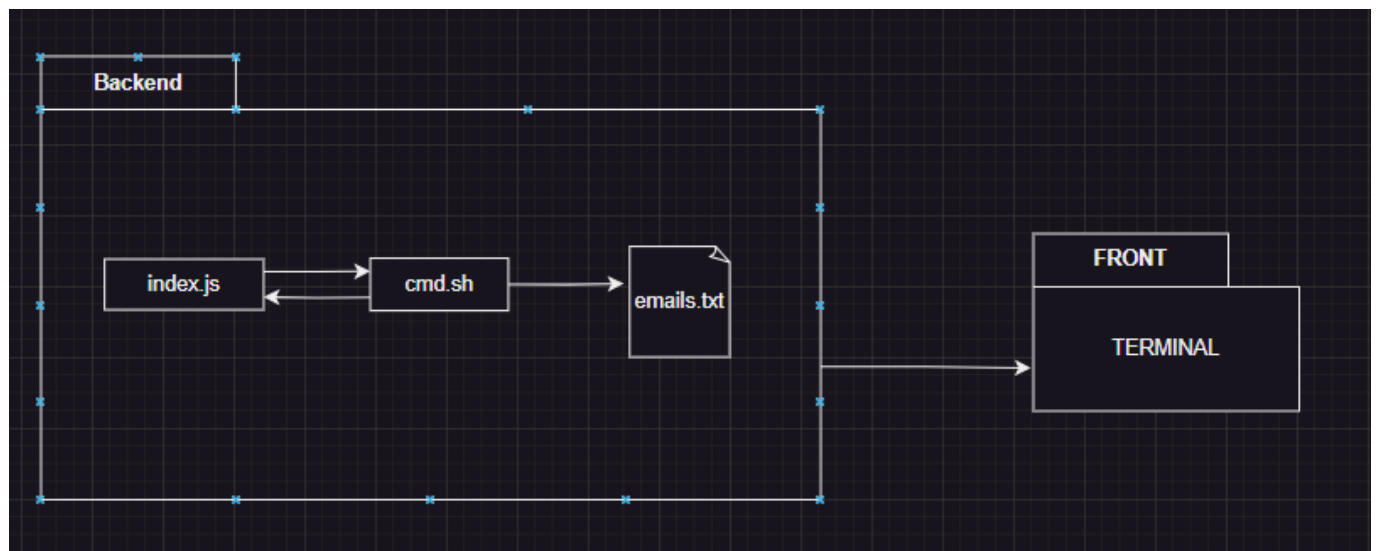 Backend
index.js
cmd.sh
emails.txt
FRONT
TERMINAL